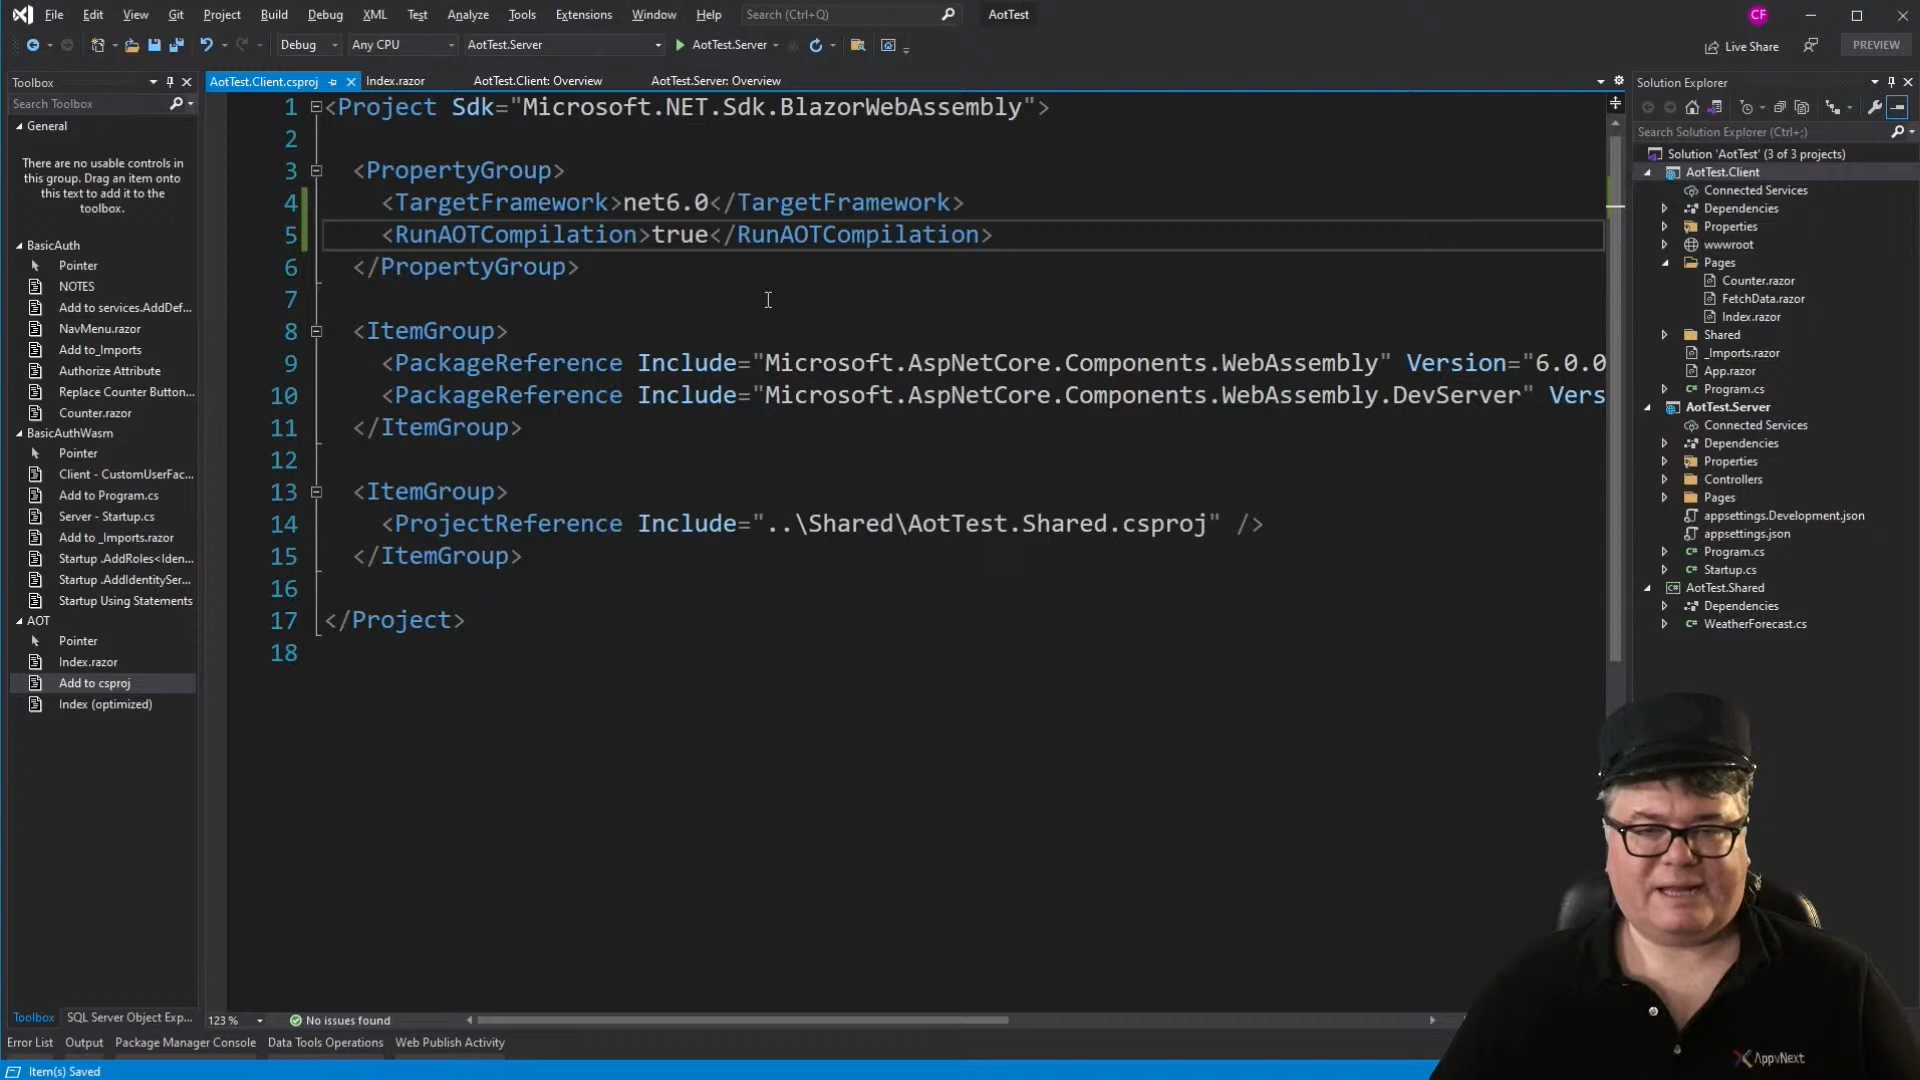 File Edit View Git Project Build Debug XML Test Analyze Tools Extensions Window Help Search (Ctrl+Q) AotTest CF
Debug Any CPU AotTest.Server AotTest.Server Live Share PREVIEW
Toolbox
Search Toolbox
General
There are no usable controls in
this group. Drag an item onto
this text to add it to the
toolbox.
BasicAuth
Pointer
NOTES
Add to services.AddDef...
NavMenu.razor
Add to_Imports
Authorize Attribute
Replace Counter Button...
Counter.razor
BasicAuthWasm
Pointer
Client - CustomUserFac...
Add to Program.cs
Server - Startup.cs
Add to _Imports.razor
Startup .AddRoles<Iden...
Startup .AddIdentitySer...
Startup Using Statements
AOT
Pointer
Index.razor
Add to csproj
Index (optimized)
Toolbox SQL Server Object Exp...
AotTest.Client.csproj Index.razor AotTest.Client: Overview AotTest.Server: Overview
1 <Project Sdk="Microsoft.NET.Sdk.BlazorWebAssembly">
2
3 <PropertyGroup>
4 <TargetFramework>net6.0</TargetFramework>
5 <RunAOTCompilation>true</RunAOTCompilation>
6 </PropertyGroup>
7
8 <ItemGroup>
9 <PackageReference Include="Microsoft.AspNetCore.Components.WebAssembly" Version="6.0.0
10 <PackageReference Include="Microsoft.AspNetCore.Components.WebAssembly.DevServer" Vers
11 </ItemGroup>
12
13 <ItemGroup>
14 <ProjectReference Include="..\Shared\AotTest.Shared.csproj" />
15 </ItemGroup>
16
17 </Project>
18
123 % No issues found
Solution Explorer
Search Solution Explorer (Ctrl+;)
Solution 'AotTest' (3 of 3 projects)
AotTest.Client
Connected Services
Dependencies
Properties
wwwroot
Pages
Counter.razor
FetchData.razor
Index.razor
Shared
_Imports.razor
App.razor
C# Program.cs
AotTest.Server
Connected Services
Dependencies
Properties
Controllers
Pages
appsettings.Development.json
appsettings.json
C# Program.cs
C# Startup.cs
C# AotTest.Shared
Dependencies
C# WeatherForecast.cs
Error List Output Package Manager Console Data Tools Operations Web Publish Activity
Item(s) Saved
AppvNext